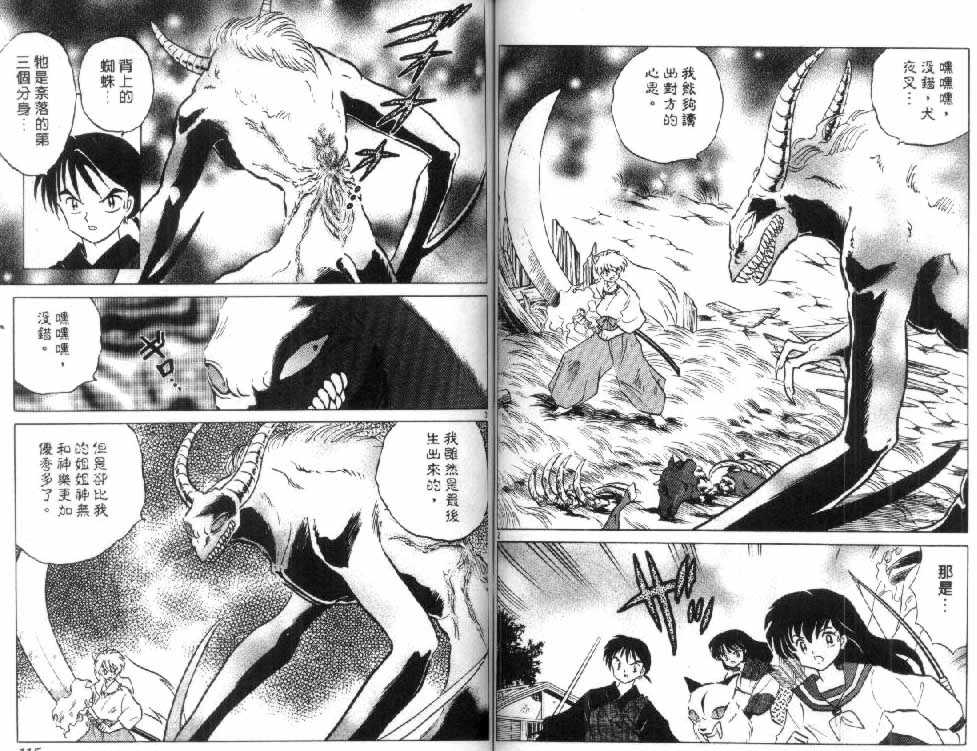 嘿嘿嘿，
沒錯，犬
夜叉…
我能夠讀
出對方的
心思。
那是…
背上的
蜘蛛…
牠是奈落的第
三個分身…
嘿嘿嘿，
沒錯。
我雖然是最後
生出來的，
但是卻比我
的姐姐神無
和神樂更加
優秀多了。
115